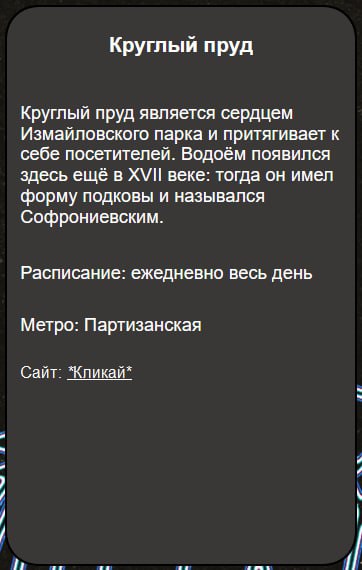 Круглый пруд
Круглый пруд является сердцем
Измайловского парка и притягивает к
себе посетителей. Водоём появился
здесь ещё в XVII веке: тогда он имел
форму подковы и назывался
Софрониевским.
Расписание: ежедневно весь день
Метро: Партизанская
Сайт: *Кликай*